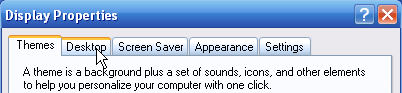 Display Properties
Themes Desktop Screen Saver Appearance Settings
A theme is a background plus a set of sounds, icons, and other elements
to help you personalize your computer with one click.